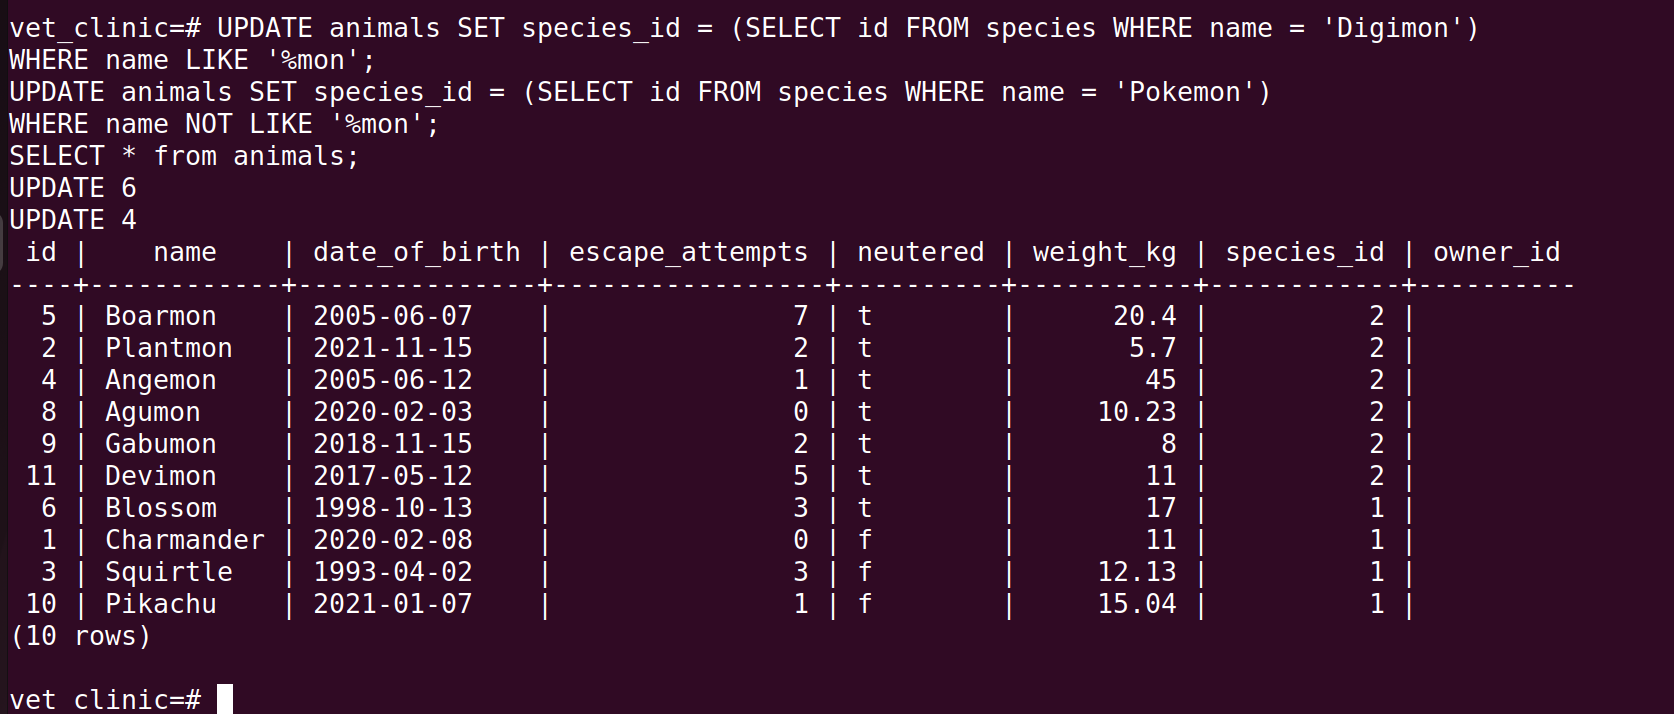 vet_clinic=# UPDATE animals SET species_id = (SELECT id FROM species WHERE name = 'Digimon')
WHERE name LIKE '%mon';
UPDATE animals SET species_id = (SELECT id FROM species WHERE name = 'Pokemon')
WHERE name NOT LIKE '%mon';
SELECT * from animals;
UPDATE 6
UPDATE 4
 id |    name    | date_of_birth | escape_attempts | neutered | weight_kg | species_id | owner_id
----+------------+---------------+-----------------+----------+-----------+------------+----------
  5 | Boarmon    | 2005-06-07    |               7 | t        |      20.4 |          2 |
  2 | Plantmon   | 2021-11-15    |               2 | t        |       5.7 |          2 |
  4 | Angemon    | 2005-06-12    |               1 | t        |        45 |          2 |
  8 | Agumon     | 2020-02-03    |               0 | t        |     10.23 |          2 |
  9 | Gabumon    | 2018-11-15    |               2 | t        |         8 |          2 |
 11 | Devimon    | 2017-05-12    |               5 | t        |        11 |          2 |
  6 | Blossom    | 1998-10-13    |               3 | t        |        17 |          1 |
  1 | Charmander | 2020-02-08    |               0 | f        |        11 |          1 |
  3 | Squirtle   | 1993-04-02    |               3 | f        |     12.13 |          1 |
 10 | Pikachu    | 2021-01-07    |               1 | f        |     15.04 |          1 |
(10 rows)
vet_clinic=#